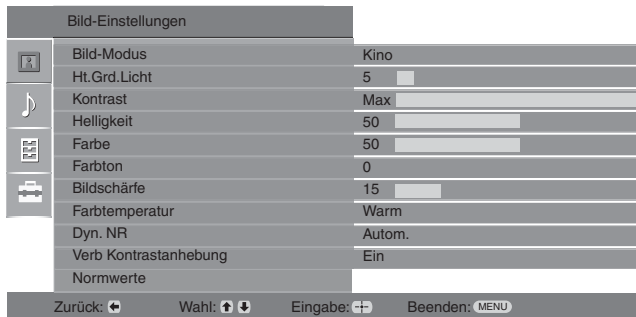 Bild-Einstellungen
Bild-Modus Kino
Ht.Grd.Licht 5
Kontrast Max
Helligkeit 50
Farbe 50
Farbton 0
Bildschärfe 15
Farbtemperatur Warm
Dyn. NR Autom.
Verb Kontrastanhebung Ein
Normwerte
Zurück: Wahl: Eingabe: Beenden: MENU